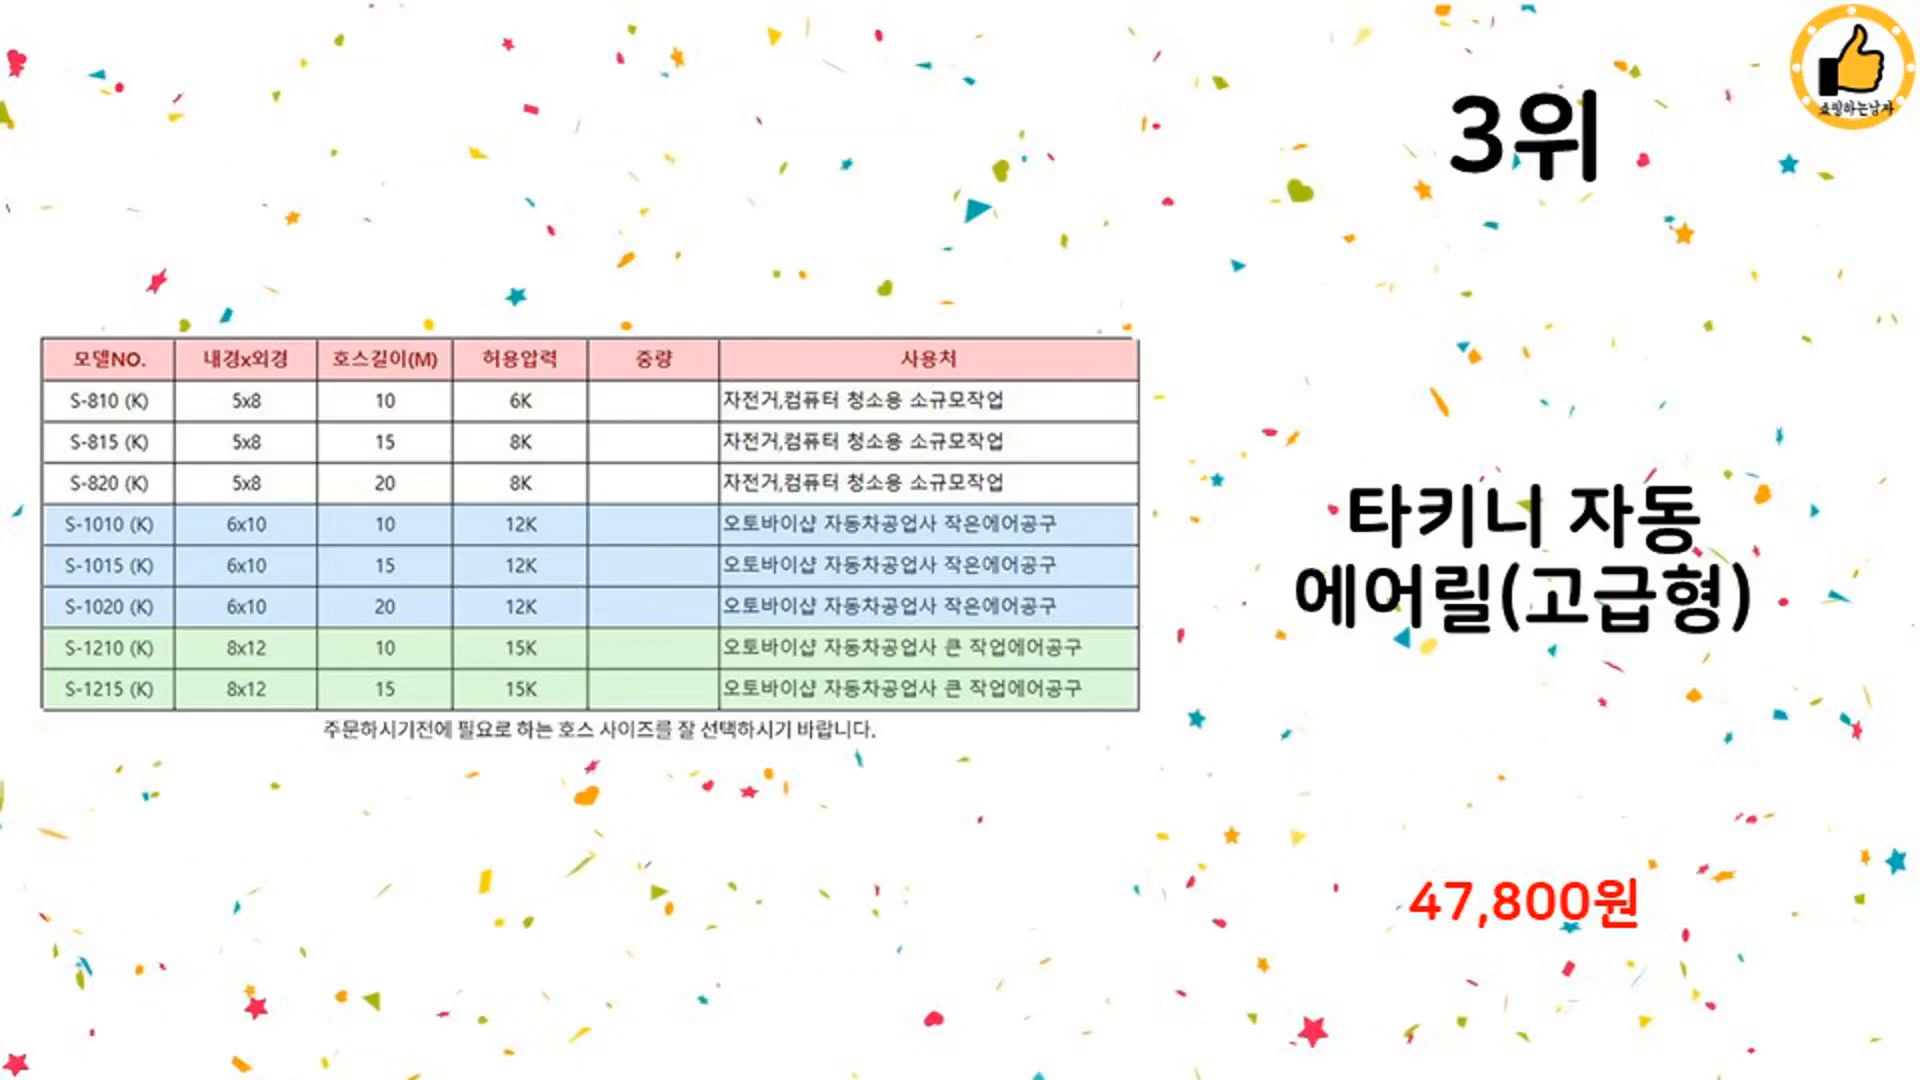 쇼핑하는남자
3위
모델NO. 내경x외경 호스길이(M) 허용압력 중량 사용처
S-810 (K) 5x8 10 6K 자전거,컴퓨터 청소용 소규모작업
S-815 (K) 5x8 15 8K 자전거,컴퓨터 청소용 소규모작업
S-820 (K) 5x8 20 8K 자전거,컴퓨터 청소용 소규모작업
S-1010 (K) 6x10 10 12K 오토바이샵 자동차공업사 작은에어공구
S-1015 (K) 6x10 15 12K 오토바이샵 자동차공업사 작은에어공구
S-1020 (K) 6x10 20 12K 오토바이샵 자동차공업사 작은에어공구
S-1210 (K) 8x12 10 15K 오토바이샵 자동차공업사 큰 작업에어공구
S-1215 (K) 8x12 15 15K 오토바이샵 자동차공업사 큰 작업에어공구
주문하시기전에 필요로 하는 호스 사이즈를 잘 선택하시기 바랍니다.
타키니 자동
에어릴(고급형)
47,800원